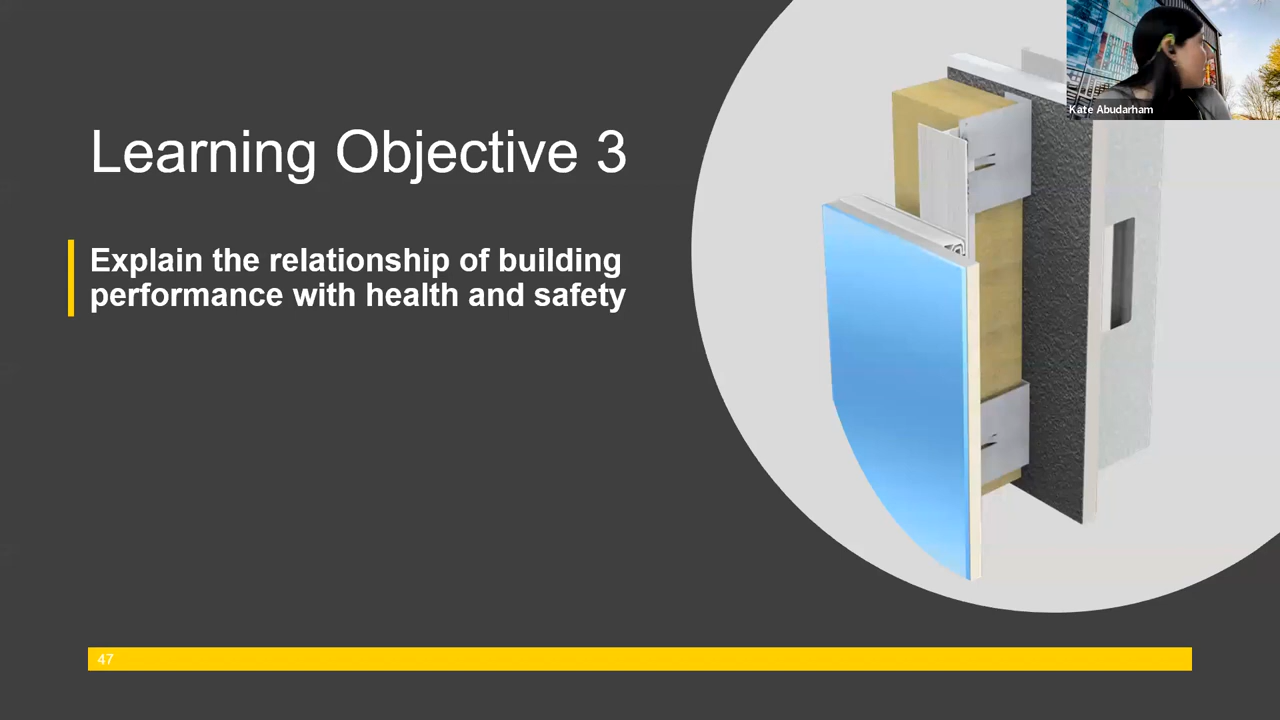 Kate Abudarham
Learning Objective 3
Explain the relationship of building
performance with health and safety
47